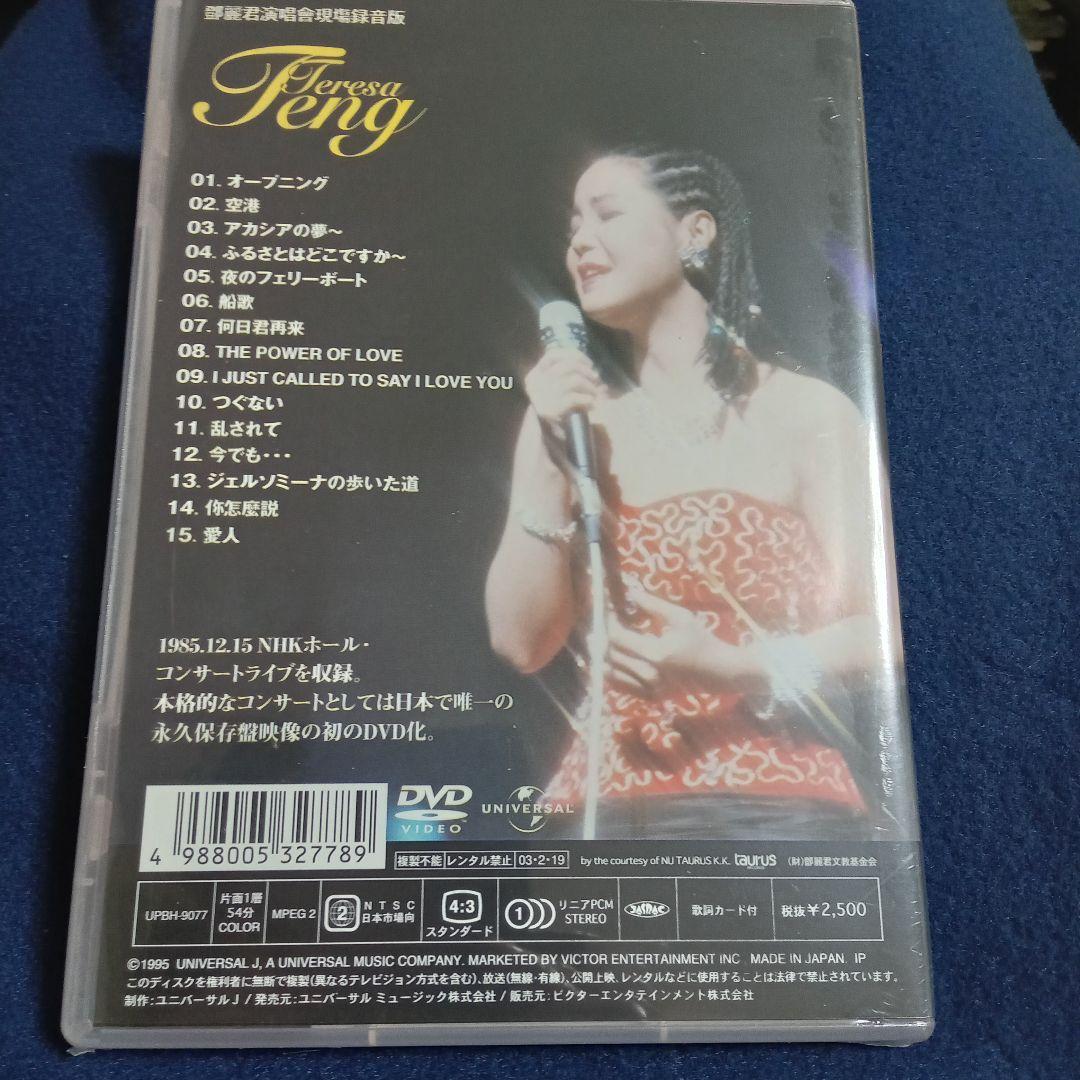 鄧麗君演唱會現場録音版
Teresa
Teng
01. オープニング
02. 空港
03. アカシアの夢～
04. ふるさとはどこですか～
05. 夜のフェリーボート
06. 船歌
07. 何日君再来
08. THE POWER OF LOVE
09. I JUST CALLED TO SAY I LOVE YOU
10. つぐない
11. 乱されて
12. 今でも・・・
13. ジェルソミーナの歩いた道
14. 你怎麼説
15. 愛人
1985.12.15 NHKホール・
コンサートライブを収録。
本格的なコンサートとしては日本で唯一の
永久保存盤映像の初のDVD化。
DVD
VIDEO
UNIVERSAL
4 988005 327789
複製不能 レンタル禁止 03・2・19 by the courtesy of NU TAURUS K.K. taurus (財)鄧麗君文教基金会
UPBH-9077
片面1層
54分
COLOR
MPEG 2
2
NTSC
日本市場向
4:3
スタンダード
1
リニアPCM
STEREO
JASRAC
歌詞カード付
税抜¥2,500
©1995 UNIVERSAL J, A UNIVERSAL MUSIC COMPANY. MARKETED BY VICTOR ENTERTAINMENT INC. MADE IN JAPAN. IP
このディスクを権利者に無断で複製(異なるテレビジョン方式を含む)、放送(無線・有線)、公開上映、レンタルなどに使用することは法律で禁止されています。
制作:ユニバーサル J / 発売元:ユニバーサル ミュージック株式会社 / 販売元:ビクターエンタテインメント株式会社